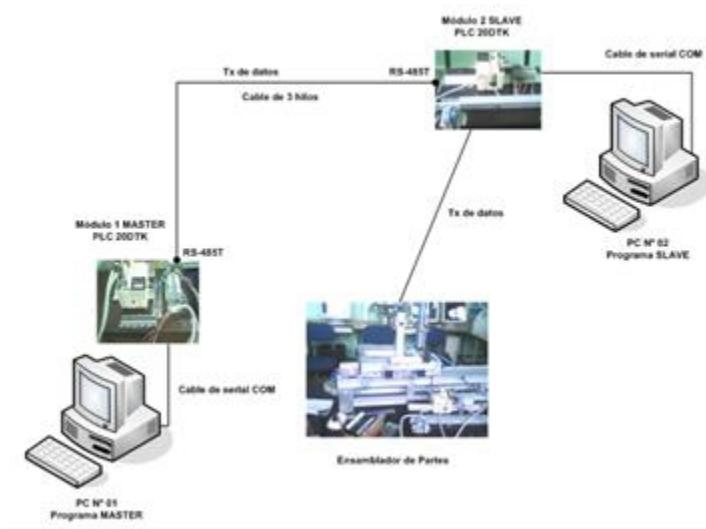 Módulo 2 SLAVE
PLC 20DTK
Cable de serial COM
Tx de datos
RS-485T
Cable de 3 hilos
Tx de datos
Módulo 1 MASTER
PLC 20DTK
RS-485T
PC Nº 02
Programa SLAVE
Cable de serial COM
Ensamblador de Partes
PC Nº 01
Programa MASTER